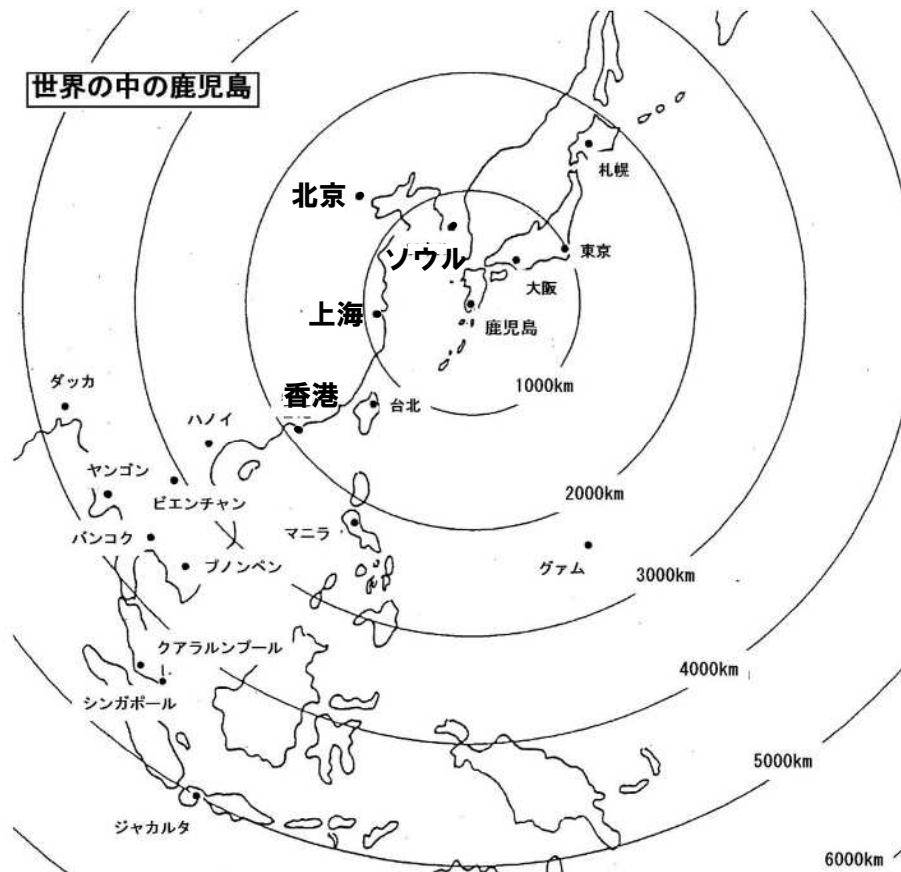 世界の中の鹿児島
札幌
北京
ソウル
東京
大阪
上海
鹿児島
1000km
ダッカ
香港
台北
ハノイ
ヤンゴン
ビエンチャン
2000km
マニラ
バンコク
プノンペン
グァム
3000km
クアラルンプール
4000km
シンガポール
5000km
ジャカルタ
6000km